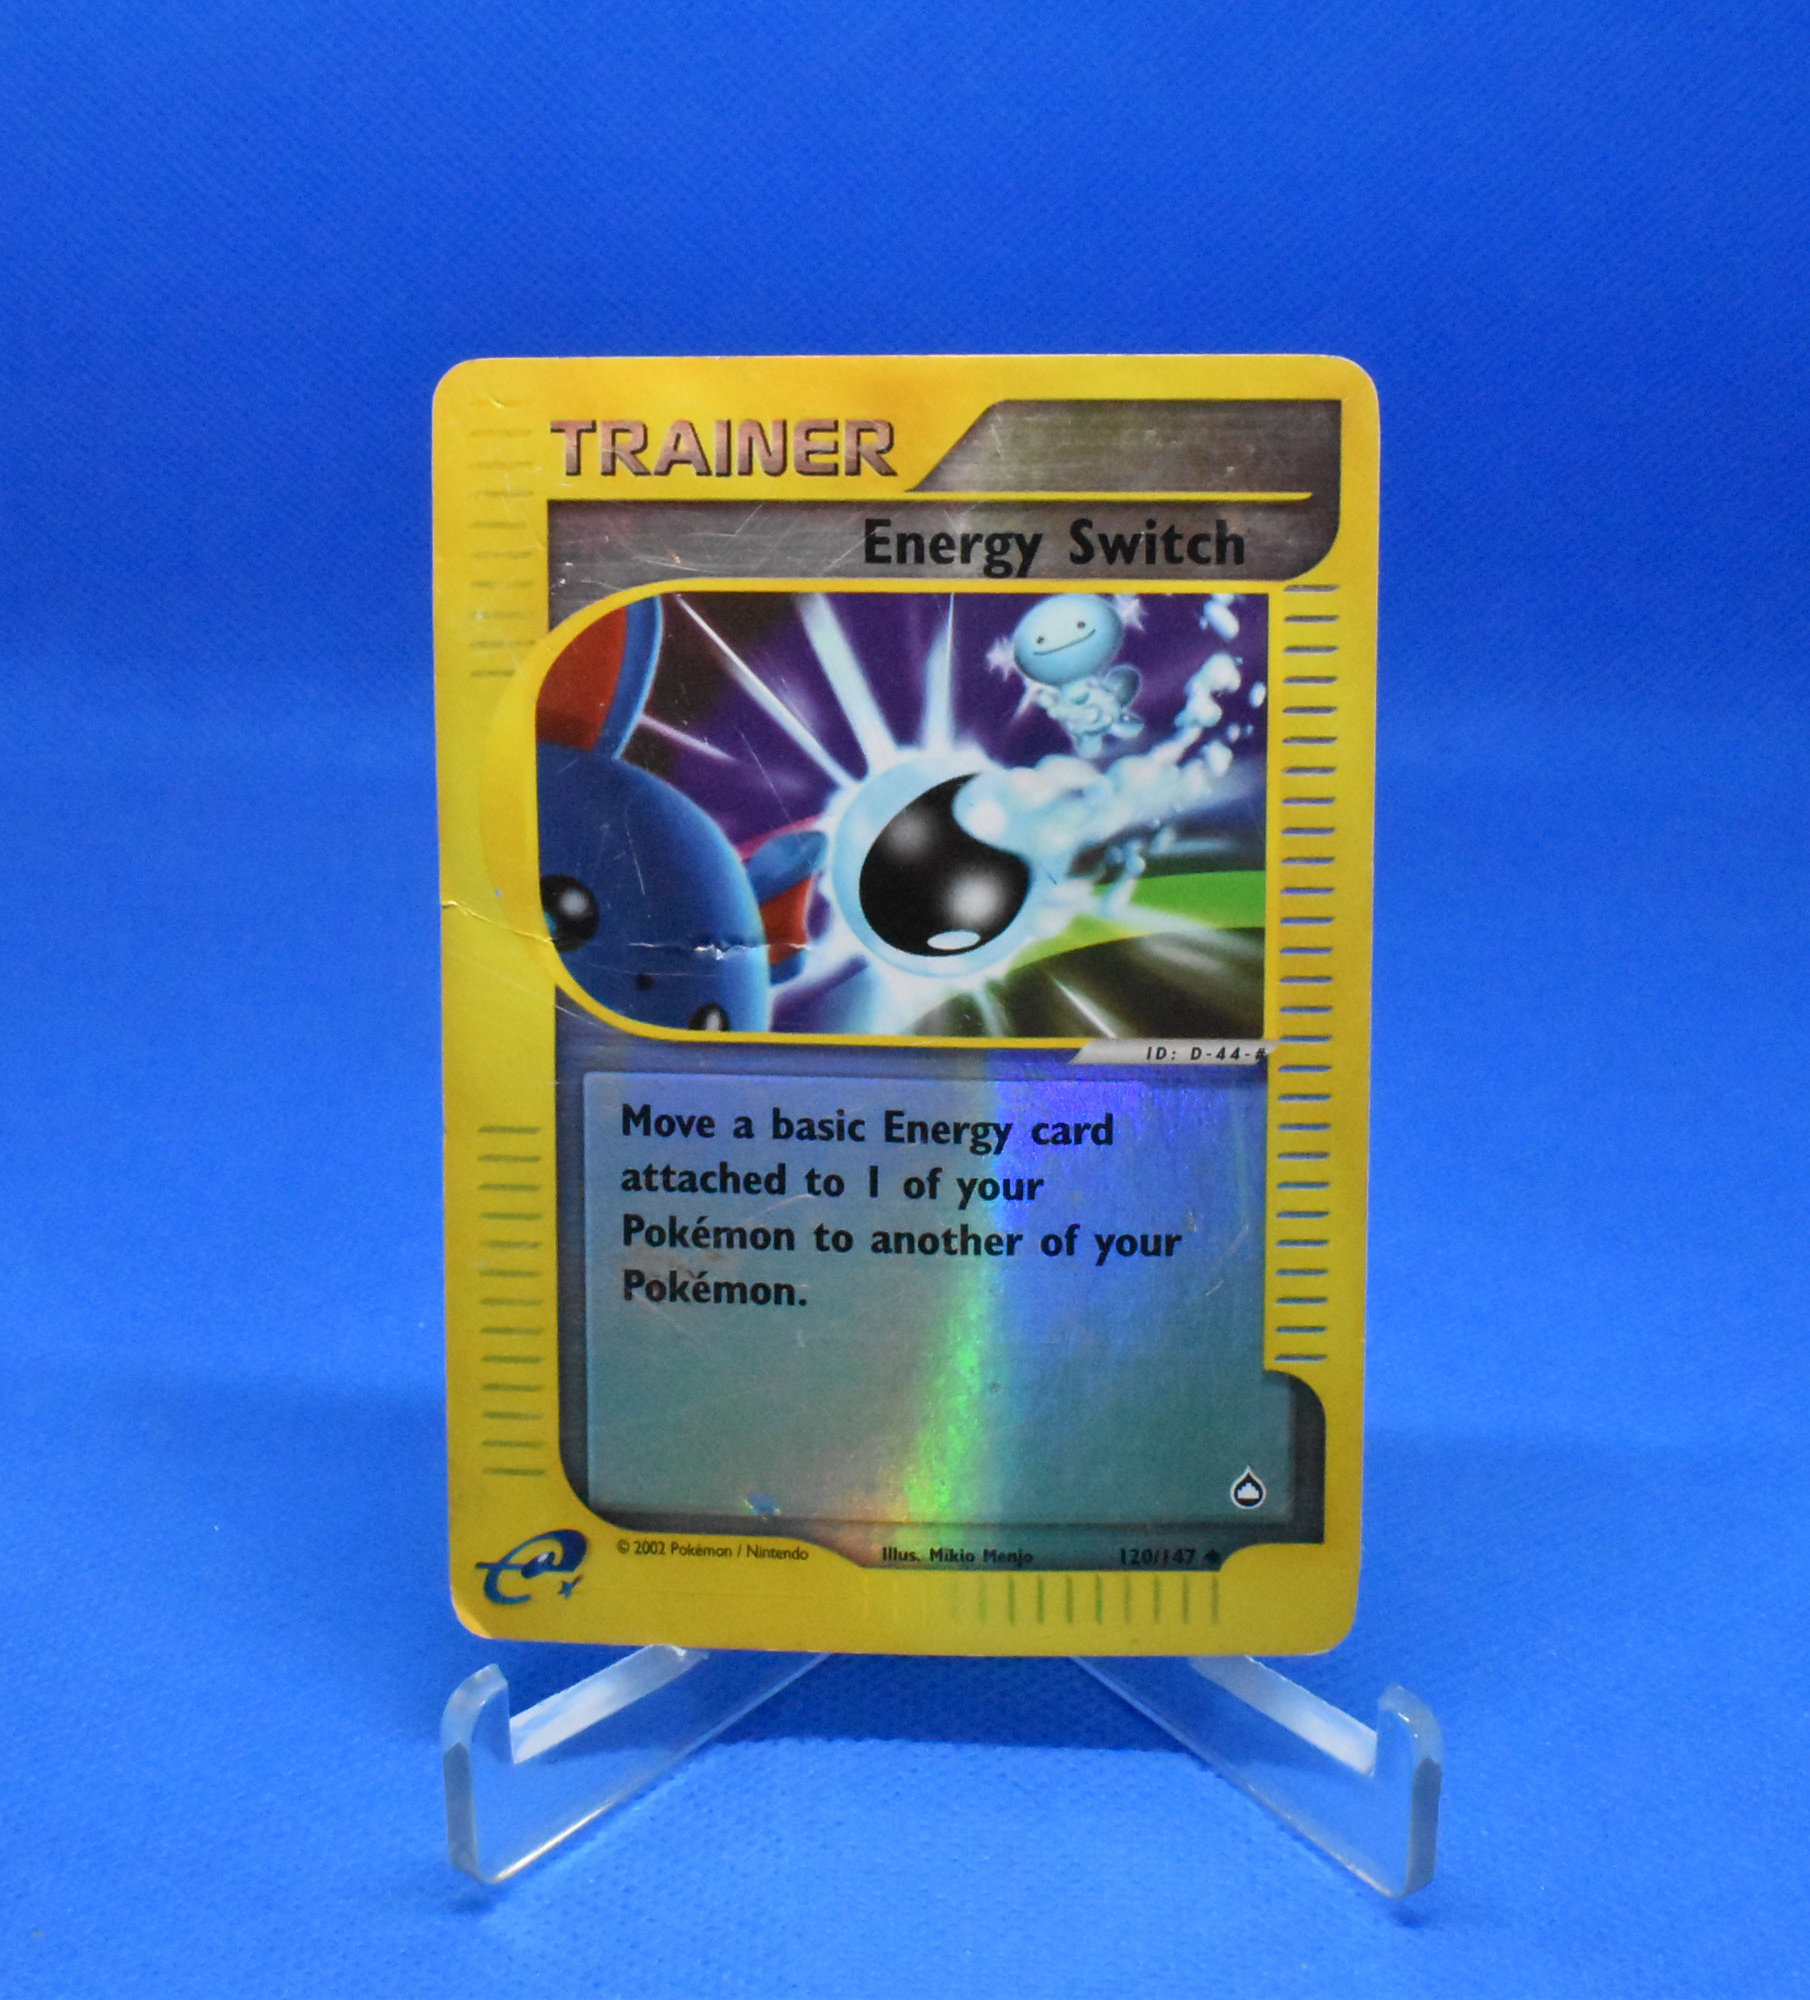 TRAINER
Energy Switch
ID: D-44-#
Move a basic Energy card
attached to 1 of your
Pokémon to another of your
Pokémon.
© 2002 Pokémon / Nintendo
Illus. Mikio Menjo
120/147